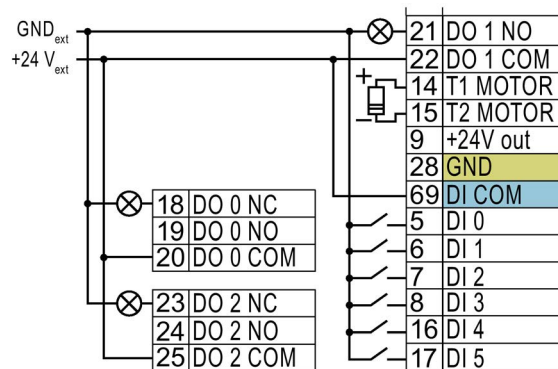 GND ext
+24 V ext
+
−
21 DO 1 NO
22 DO 1 COM
14 T1 MOTOR
15 T2 MOTOR
9 +24V out
28 GND
69 DI COM
5 DI 0
6 DI 1
7 DI 2
8 DI 3
16 DI 4
17 DI 5
18 DO 0 NC
19 DO 0 NO
20 DO 0 COM
23 DO 2 NC
24 DO 2 NO
25 DO 2 COM